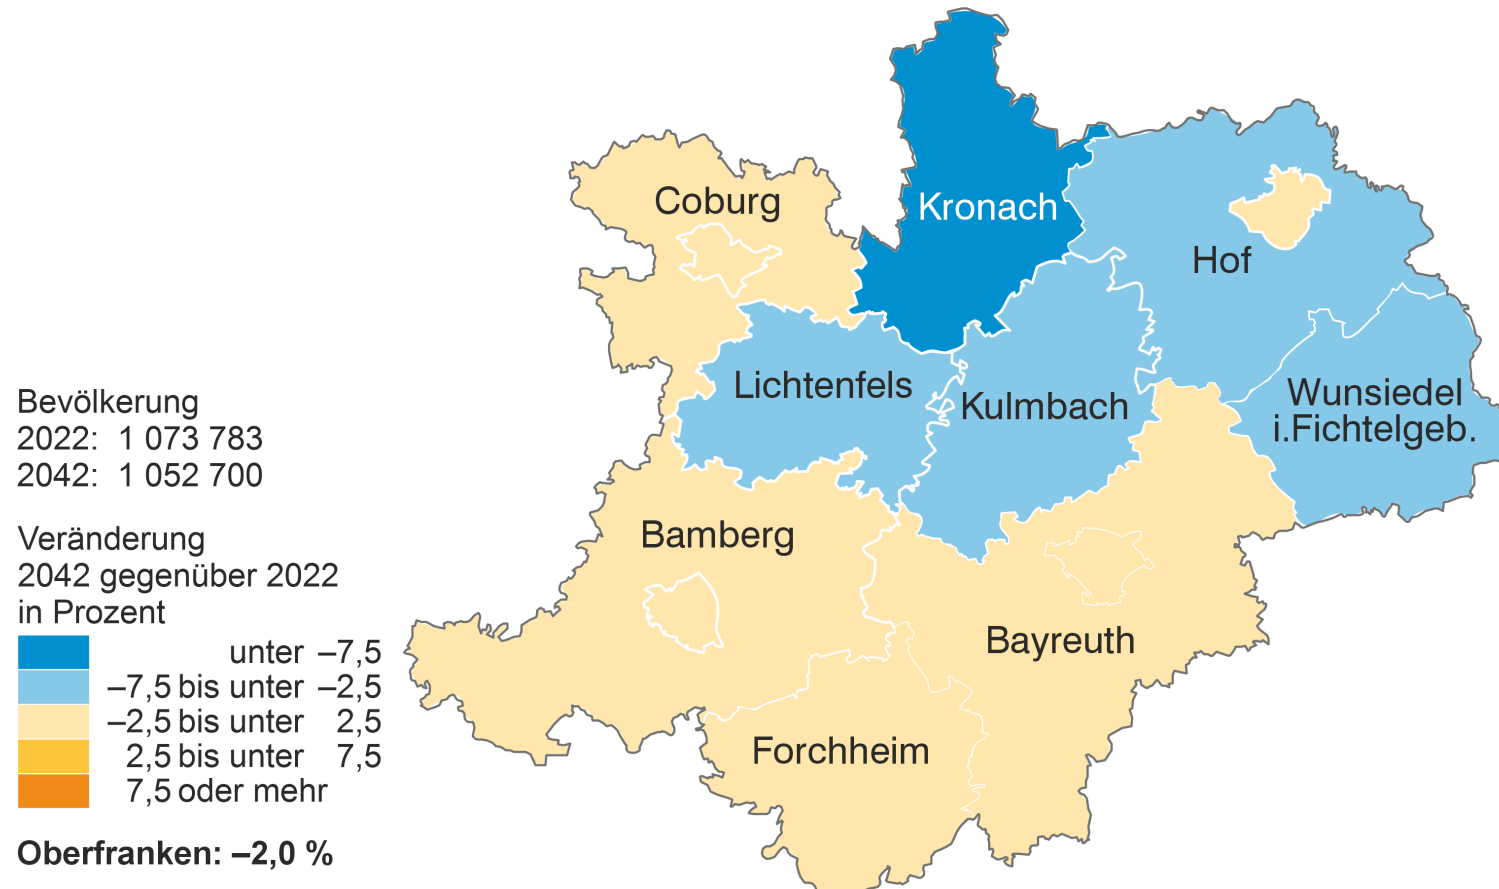 Coburg
Kronach
Hof
Lichtenfels
Kulmbach
Wunsiedel
i.Fichtelgeb.
Bamberg
Bayreuth
Forchheim
Bevölkerung
2022: 1 073 783
2042: 1 052 700
Veränderung
2042 gegenüber 2022
in Prozent
unter –7,5
–7,5 bis unter –2,5
–2,5 bis unter 2,5
2,5 bis unter 7,5
7,5 oder mehr
Oberfranken: –2,0 %